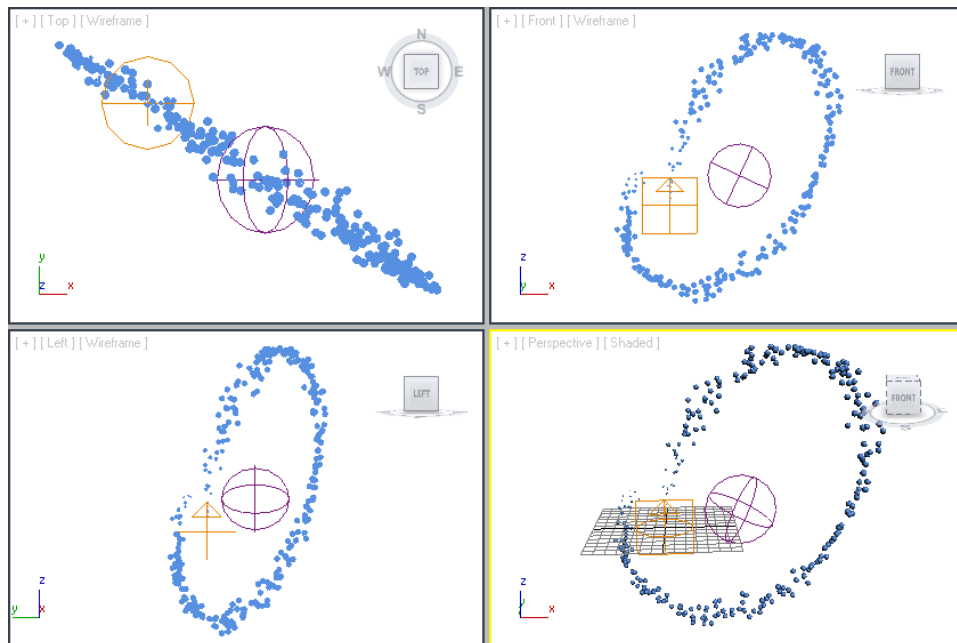 [ + ] [ Top ] [ Wireframe ]
N
W
TOP
E
S
y
z
x
[ + ] [ Front ] [ Wireframe ]
FRONT
z
y
x
[ + ] [ Left ] [ Wireframe ]
LEFT
z
y
x
[ + ] [ Perspective ] [ Shaded ]
FRONT
S
z
y
x